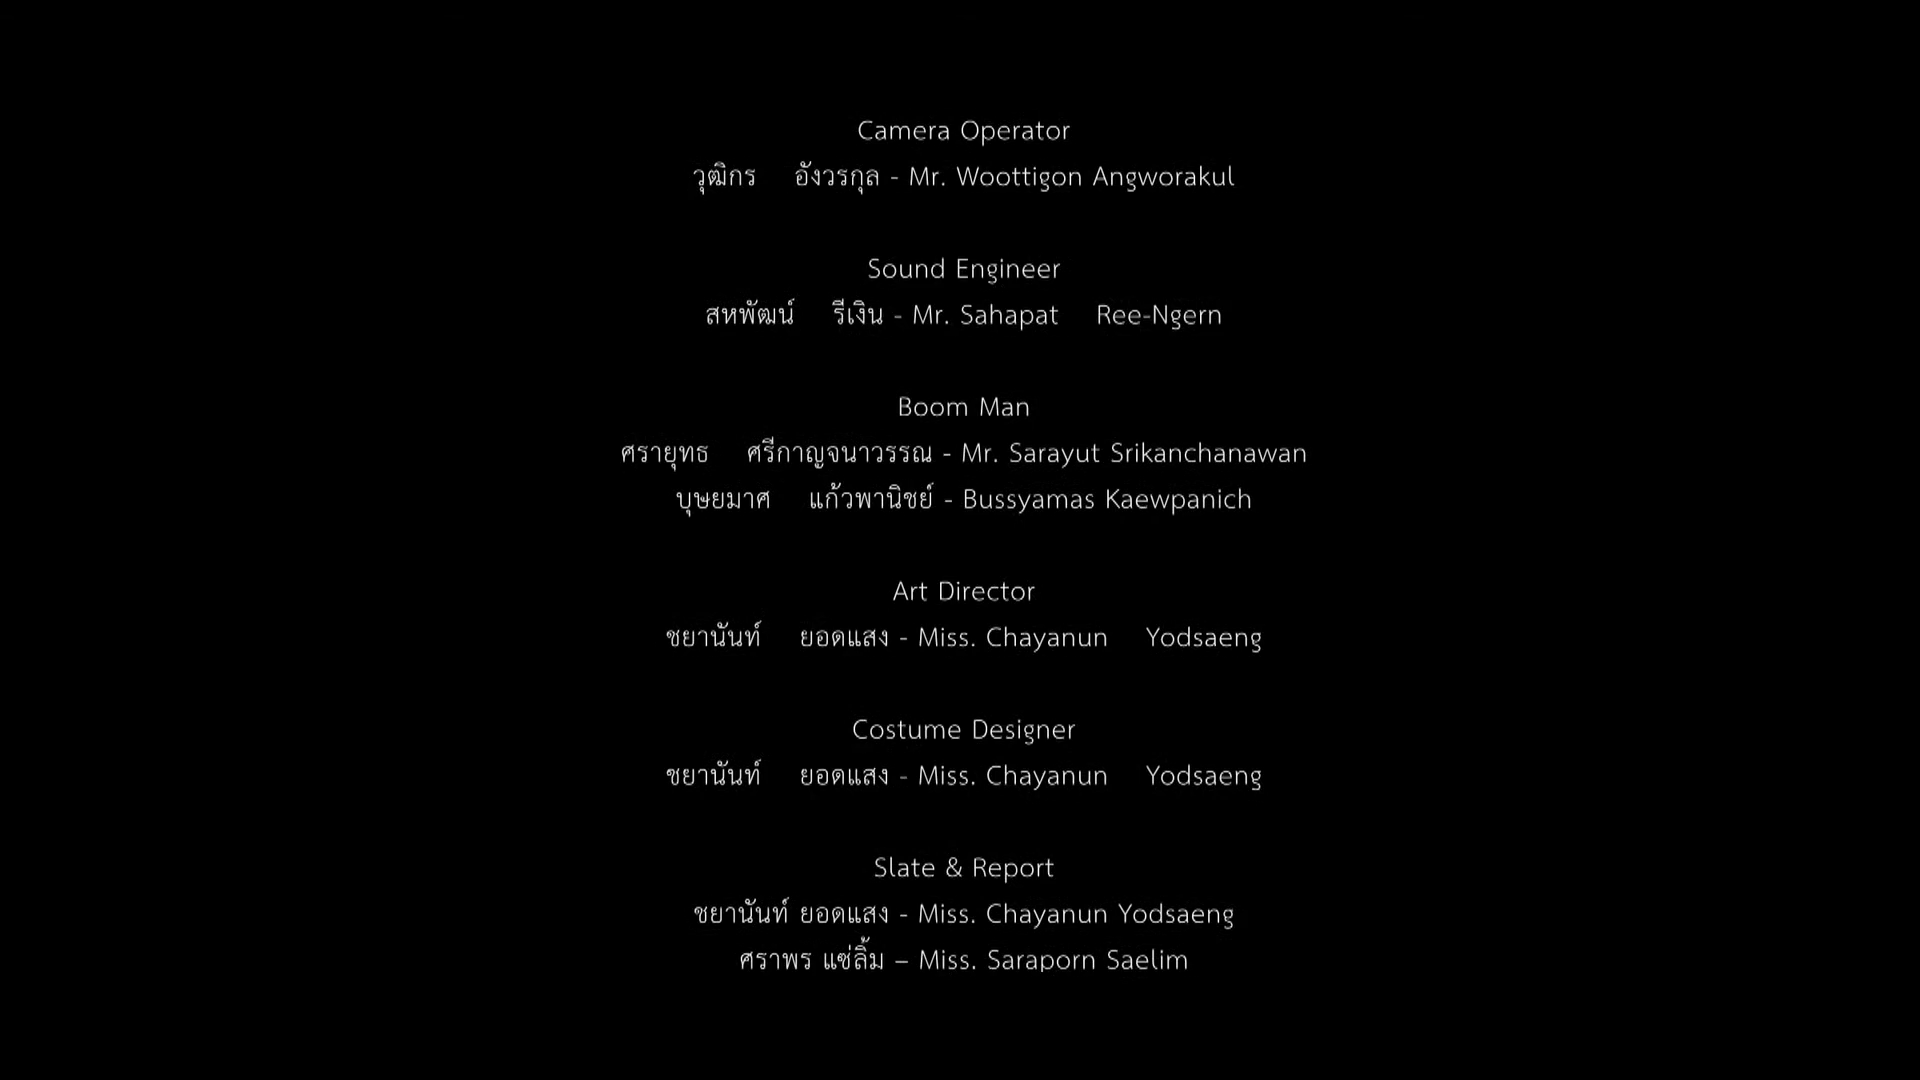 Camera Operator
วุฒิกร อังวรกุล - Mr. Woottigon Angworakul
Sound Engineer
สหพัฒน์ รีเงิน - Mr. Sahapat Ree-Ngern
Boom Man
ศรายุทธ ศรีกาญจนาวรรณ - Mr. Sarayut Srikanchanawan
บุษยมาศ แก้วพานิชย์ - Bussyamas Kaewpanich
Art Director
ชยานันท์ ยอดแสง - Miss. Chayanun Yodsaeng
Costume Designer
ชยานันท์ ยอดแสง - Miss. Chayanun Yodsaeng
Slate & Report
ชยานันท์ ยอดแสง - Miss. Chayanun Yodsaeng
ศราพร แซ่ลิ้ม – Miss. Saraporn Saelim